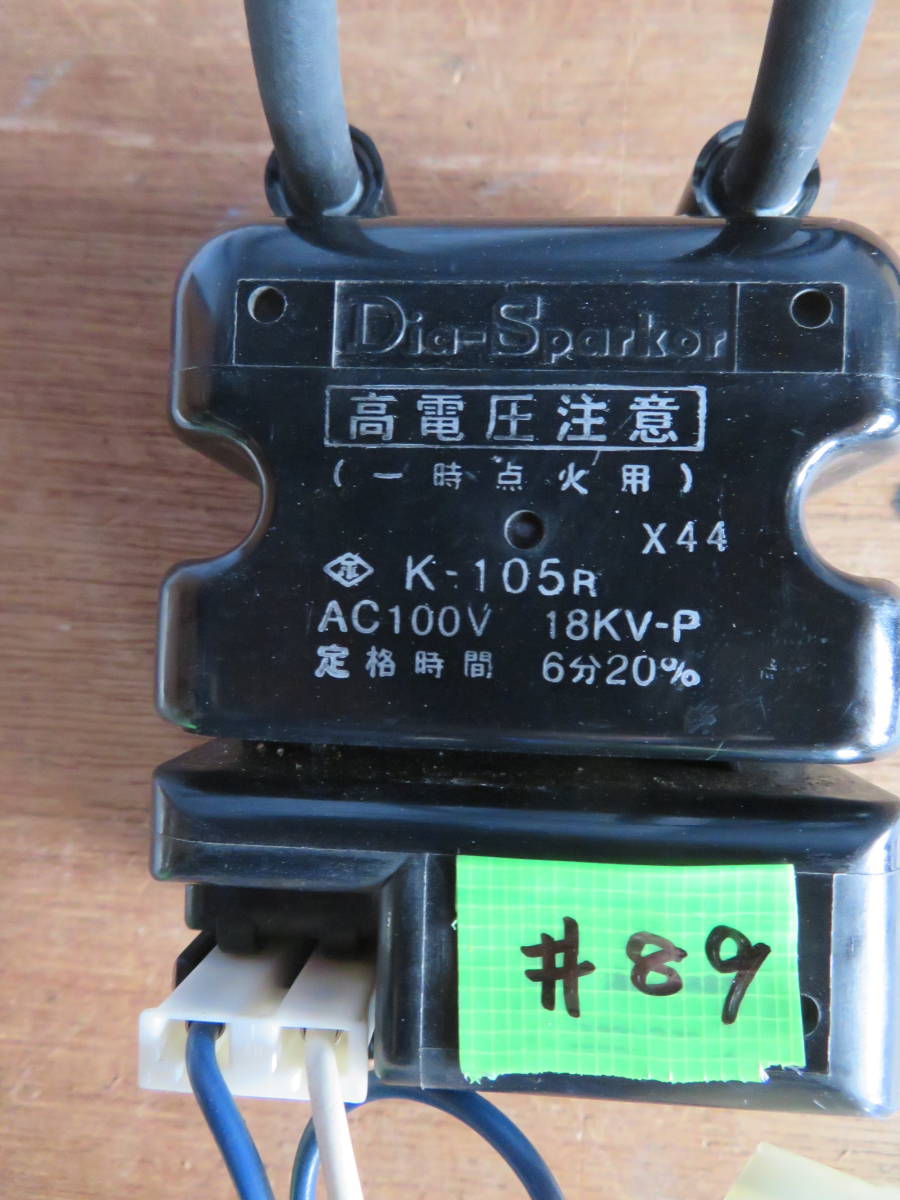 Dia-Sparkor
高電圧注意
(一時点火用)
X44
K-105R
AC100V 18KV-P
定格時間 6分20%
#89